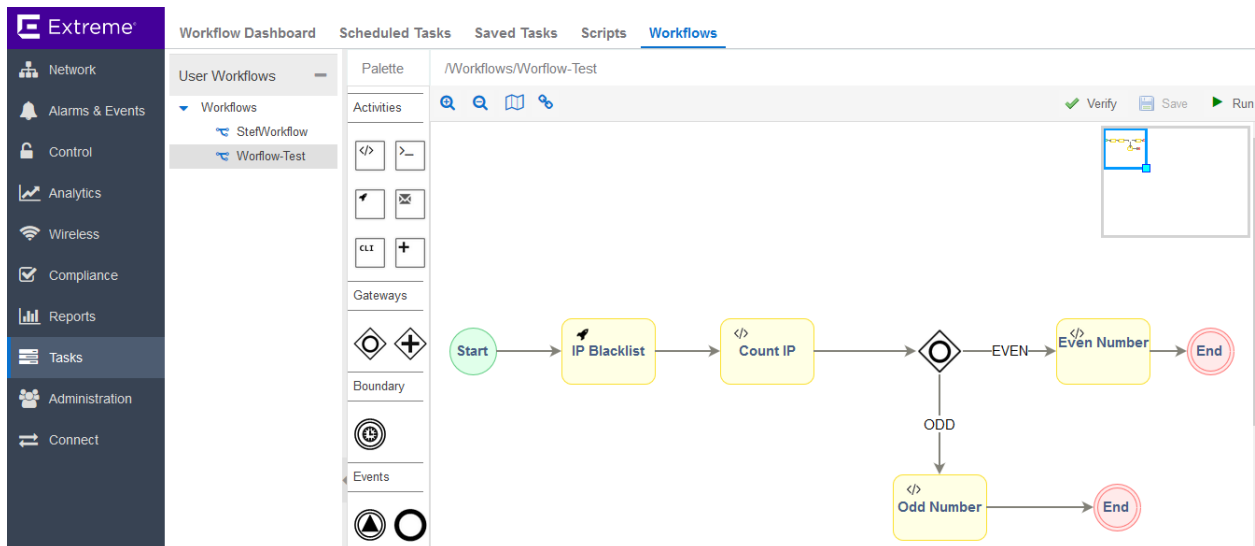 Extreme
Workflow Dashboard Scheduled Tasks Saved Tasks Scripts Workflows
Network
Alarms & Events
Control
Analytics
Wireless
Compliance
Reports
Tasks
Administration
Connect
User Workflows
Workflows
StefWorkflow
Worflow-Test
Palette
Activities
</>
>_
CLI
Gateways
Boundary
Events
/Workflows/Worflow-Test
Verify Save Run
Start
IP Blacklist
</>
Count IP
EVEN
</>
Even Number
End
ODD
</>
Odd Number
End